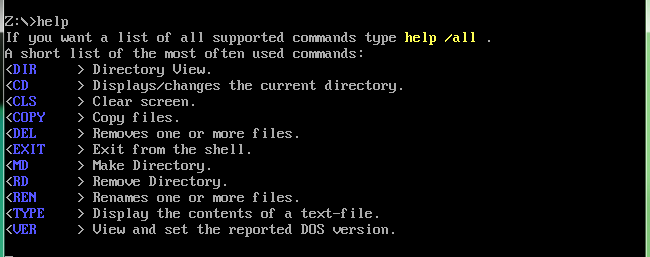 Z:\>help
If you want a list of all supported commands type help /all .
A short list of the most often used commands:
<DIR     > Directory View.
<CD      > Displays/changes the current directory.
<CLS     > Clear screen.
<COPY    > Copy files.
<DEL     > Removes one or more files.
<EXIT    > Exit from the shell.
<MD      > Make Directory.
<RD      > Remove Directory.
<REN     > Renames one or more files.
<TYPE    > Display the contents of a text-file.
<VER     > View and set the reported DOS version.